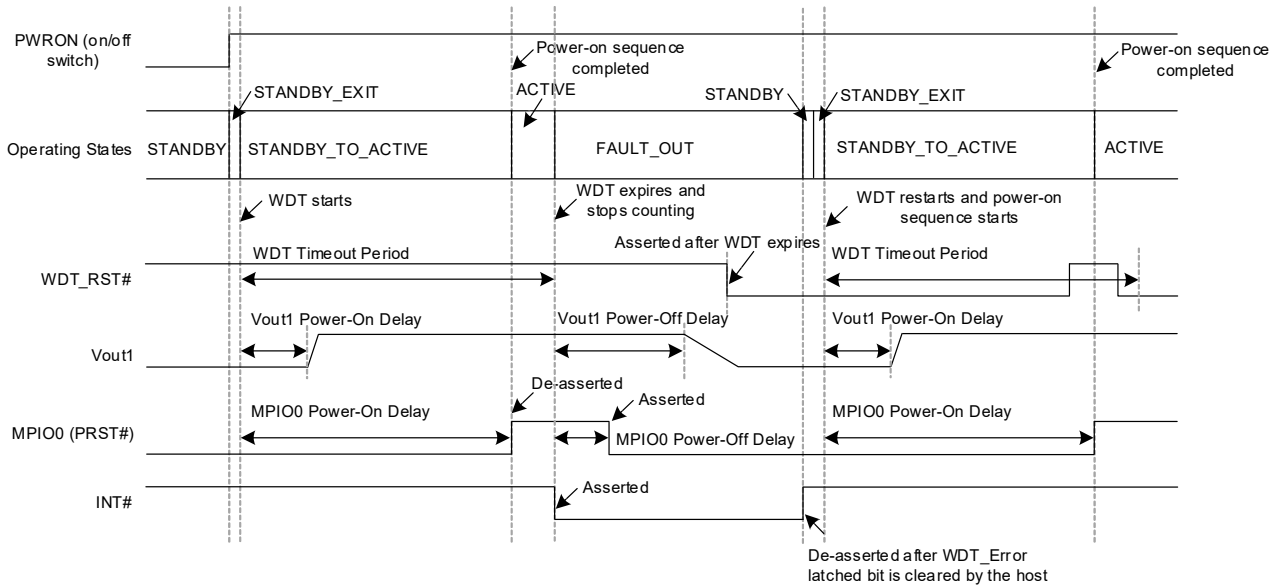 PWRON (on/off
switch)
Power-on sequence
completed
Power-on sequence
completed
STANDBY_EXIT
ACTIVE
STANDBY
STANDBY_EXIT
Operating States
STANDBY
STANDBY_TO_ACTIVE
FAULT_OUT
STANDBY_TO_ACTIVE
ACTIVE
WDT starts
WDT expires and
stops counting
WDT restarts and power-on
sequence starts
Asserted after WDT expires
WDT_RST#
WDT Timeout Period
WDT Timeout Period
Vout1
Vout1 Power-On Delay
Vout1 Power-Off Delay
Vout1 Power-On Delay
De-asserted
Asserted
MPIO0 (PRST#)
MPIO0 Power-On Delay
MPIO0 Power-Off Delay
MPIO0 Power-On Delay
INT#
Asserted
De-asserted after WDT_Error
latched bit is cleared by the host